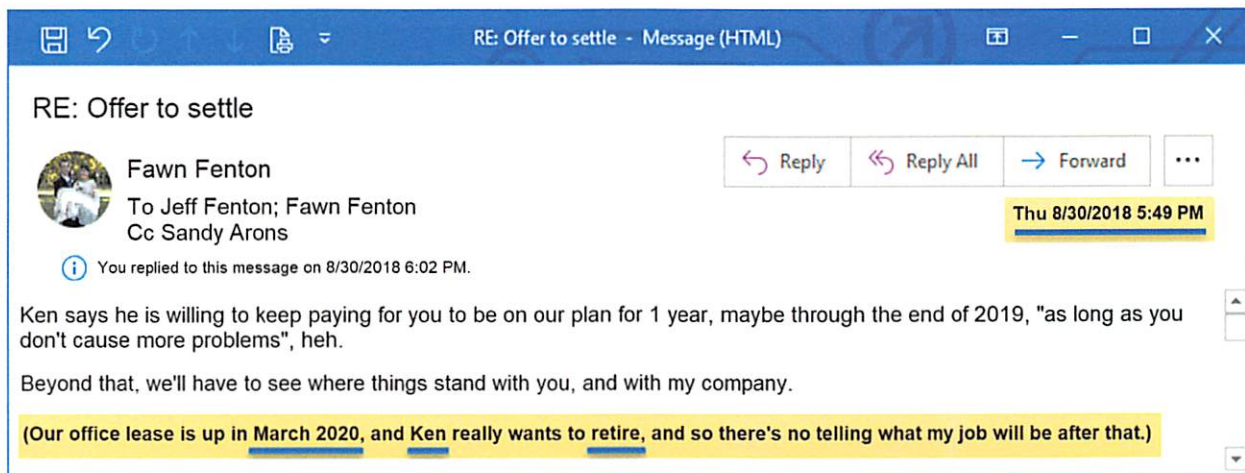 RE: Offer to settle - Message (HTML)
RE: Offer to settle
Fawn Fenton
To Jeff Fenton; Fawn Fenton
Cc Sandy Arons
Reply
Reply All
Forward
Thu 8/30/2018 5:49 PM
You replied to this message on 8/30/2018 6:02 PM.
Ken says he is willing to keep paying for you to be on our plan for 1 year, maybe through the end of 2019, "as long as you
don't cause more problems", heh.
Beyond that, we'll have to see where things stand with you, and with my company.
(Our office lease is up in March 2020, and Ken really wants to retire, and so there's no telling what my job will be after that.)